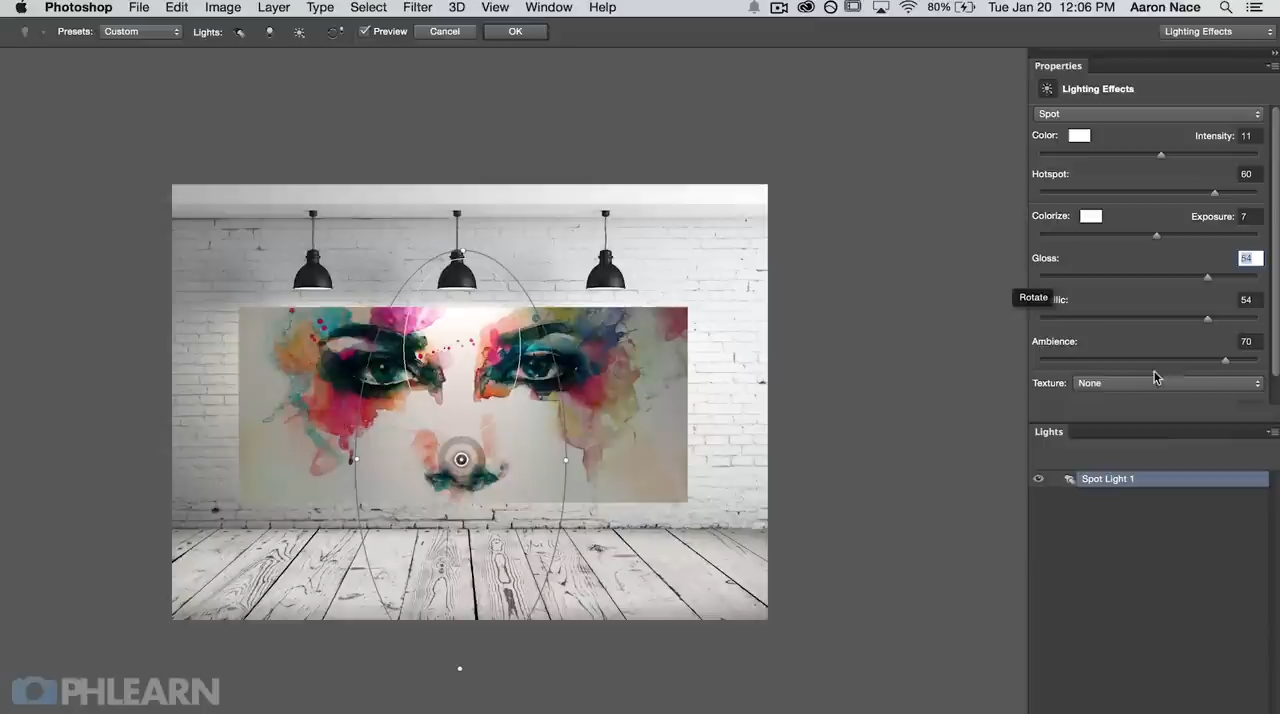 Photoshop File Edit Image Layer Type Select Filter 3D View Window Help 80% Tue Jan 20 12:06 PM Aaron Nace
Presets: Custom Lights: Preview Cancel OK Lighting Effects
Properties
Lighting Effects
Spot
Color: Intensity: 11
Hotspot: 60
Colorize: Exposure: 7
Gloss: 54
Rotate
llic: 54
Ambience: 70
Texture: None
Lights
Spot Light 1
PHLEARN